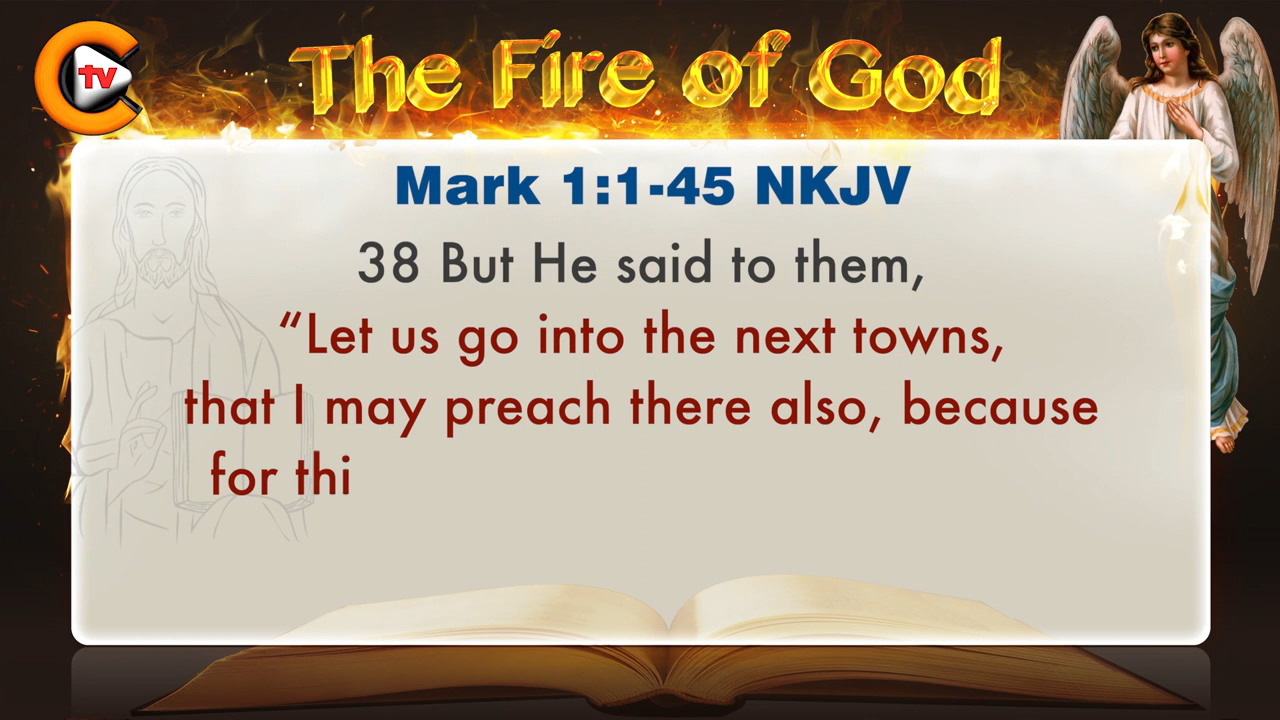 tv
The Fire of God
Mark 1:1-45 NKJV
38 But He said to them,
“Let us go into the next towns,
that I may preach there also, because
for thi